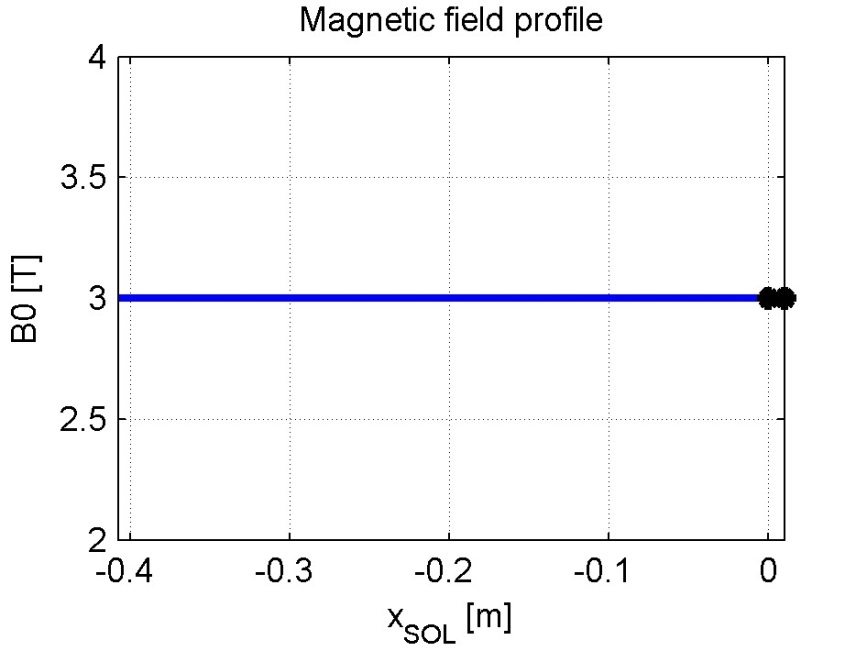 Magnetic field profile
4
3.5
3
2.5
2
B0 [T]
-0.4 -0.3 -0.2 -0.1 0
x_SOL [m]